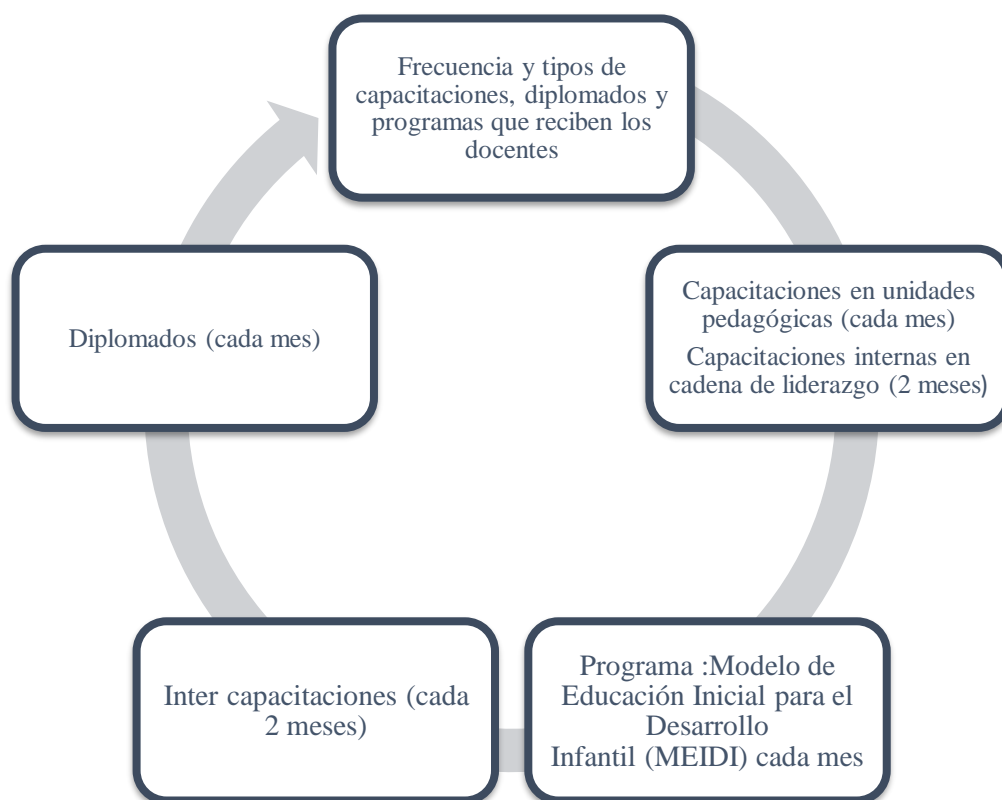 Frecuencia y tipos de
capacitaciones, diplomados y
programas que reciben los
docentes
Capacitaciones en unidades
pedagógicas (cada mes)
Capacitaciones internas en
cadena de liderazgo (2 meses)
Programa :Modelo de
Educación Inicial para el
Desarrollo
Infantil (MEIDI) cada mes
Inter capacitaciones (cada
2 meses)
Diplomados (cada mes)